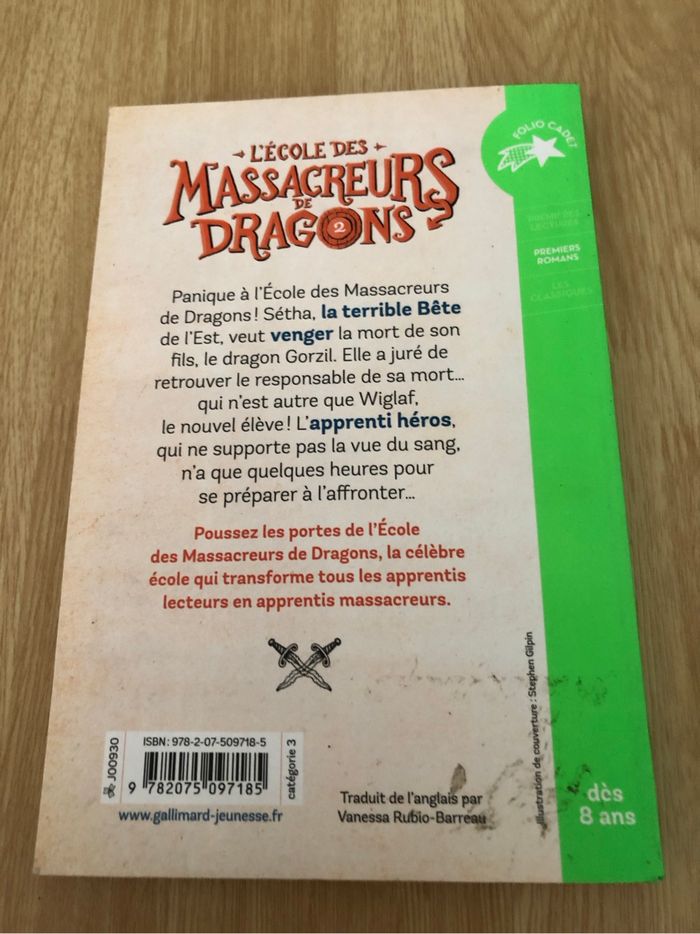 FOLIO CADET
L'ÉCOLE DES
MASSACREURS
DE
DRAGONS
2
PREMIÈRES
LECTURES
PREMIERS
ROMANS
LES
CLASSIQUES
Panique à l'École des Massacreurs
de Dragons ! Sétha, la terrible Bête
de l'Est, veut venger la mort de son
fils, le dragon Gorzil. Elle a juré de
retrouver le responsable de sa mort...
qui n'est autre que Wiglaf,
le nouvel élève ! L'apprenti héros,
qui ne supporte pas la vue du sang,
n'a que quelques heures pour
se préparer à l'affronter...
Poussez les portes de l'École
des Massacreurs de Dragons, la célèbre
école qui transforme tous les apprentis
lecteurs en apprentis massacreurs.
Illustration de couverture : Stephen Gilpin
J00930
ISBN : 978-2-07-509718-5
9 782075 097185
catégorie 3
www.gallimard-jeunesse.fr
Traduit de l'anglais par
Vanessa Rubio-Barreau
dès
8 ans